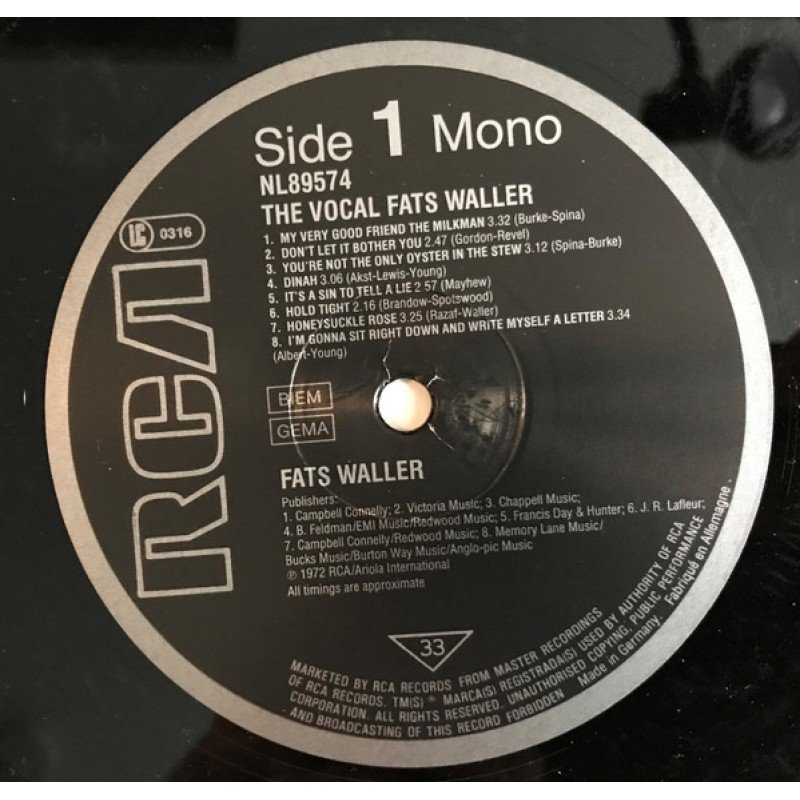 Side 1 Mono
NL89574
THE VOCAL FATS WALLER
1. MY VERY GOOD FRIEND THE MILKMAN 3.32 (Burke-Spina)
2. DON'T LET IT BOTHER YOU 2.47 (Gordon-Revel)
3. YOU'RE NOT THE ONLY OYSTER IN THE STEW 3.12 (Spina-Burke)
4. DINAH 3.06 (Akst-Lewis-Young)
5. IT'S A SIN TO TELL A LIE 2.57 (Mayhew)
6. HOLD TIGHT 2.16 (Brandow-Spotswood)
7. HONEYSUCKLE ROSE 3.25 (Razaf-Waller)
8. I'M GONNA SIT RIGHT DOWN AND WRITE MYSELF A LETTER 3.34
(Albert-Young)
LC 0316
RCA
BIEM
GEMA
FATS WALLER
Publishers:
1. Campbell Connelly; 2. Victoria Music; 3. Chappell Music;
4. B. Feldman/EMI Music/Redwood Music; 5. Francis Day & Hunter; 6. J. R. Lafleur;
7. Campbell Connelly/Redwood Music; 8. Memory Lane Music/
Bucks Music/Burton Way Music/Anglo-pic Music
℗ 1972 RCA/Ariola International
All timings are approximate
33
MARKETED BY RCA RECORDS. FROM MASTER RECORDINGS
OF RCA RECORDS. TM(S) ® MARCA(S) REGISTRADA(S) USED BY AUTHORITY OF RCA
CORPORATION. ALL RIGHTS RESERVED. UNAUTHORISED COPYING, PUBLIC PERFORMANCE
AND BROADCASTING OF THIS RECORD FORBIDDEN
Made in Germany. Fabriqué en Allemagne.